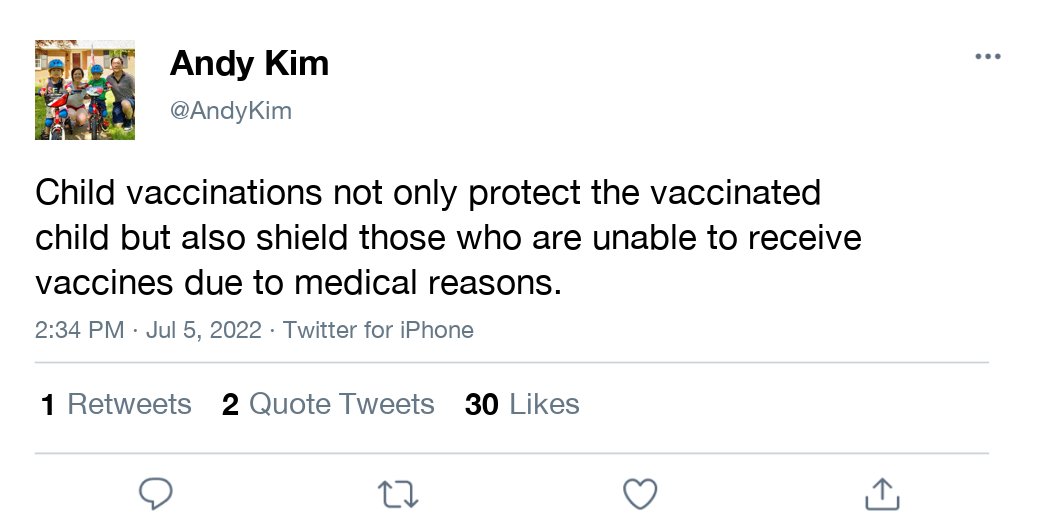 Andy Kim
@AndyKim
Child vaccinations not only protect the vaccinated
child but also shield those who are unable to receive
vaccines due to medical reasons.
2:34 PM · Jul 5, 2022 · Twitter for iPhone
1 Retweets 2 Quote Tweets 30 Likes